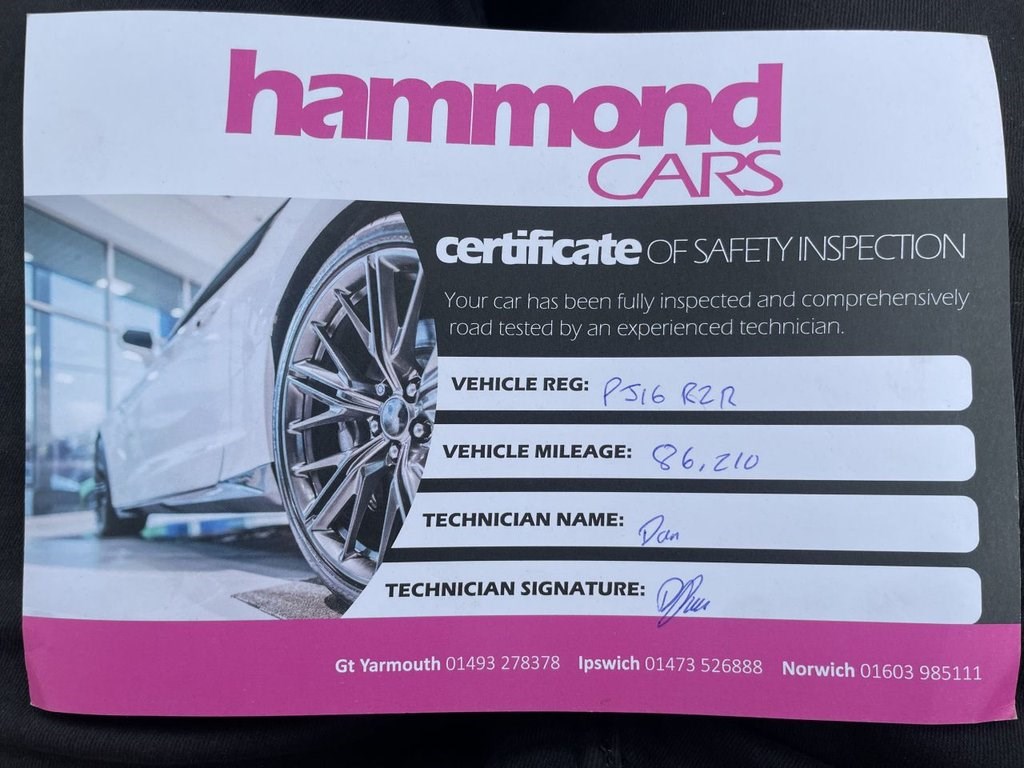 hammond
CARS
certificate OF SAFETY INSPECTION
Your car has been fully inspected and comprehensively
road tested by an experienced technician.
VEHICLE REG: PJ16 RZR
VEHICLE MILEAGE: 86,210
TECHNICIAN NAME: Dan
TECHNICIAN SIGNATURE:
Gt Yarmouth 01493 278378 Ipswich 01473 526888 Norwich 01603 985111